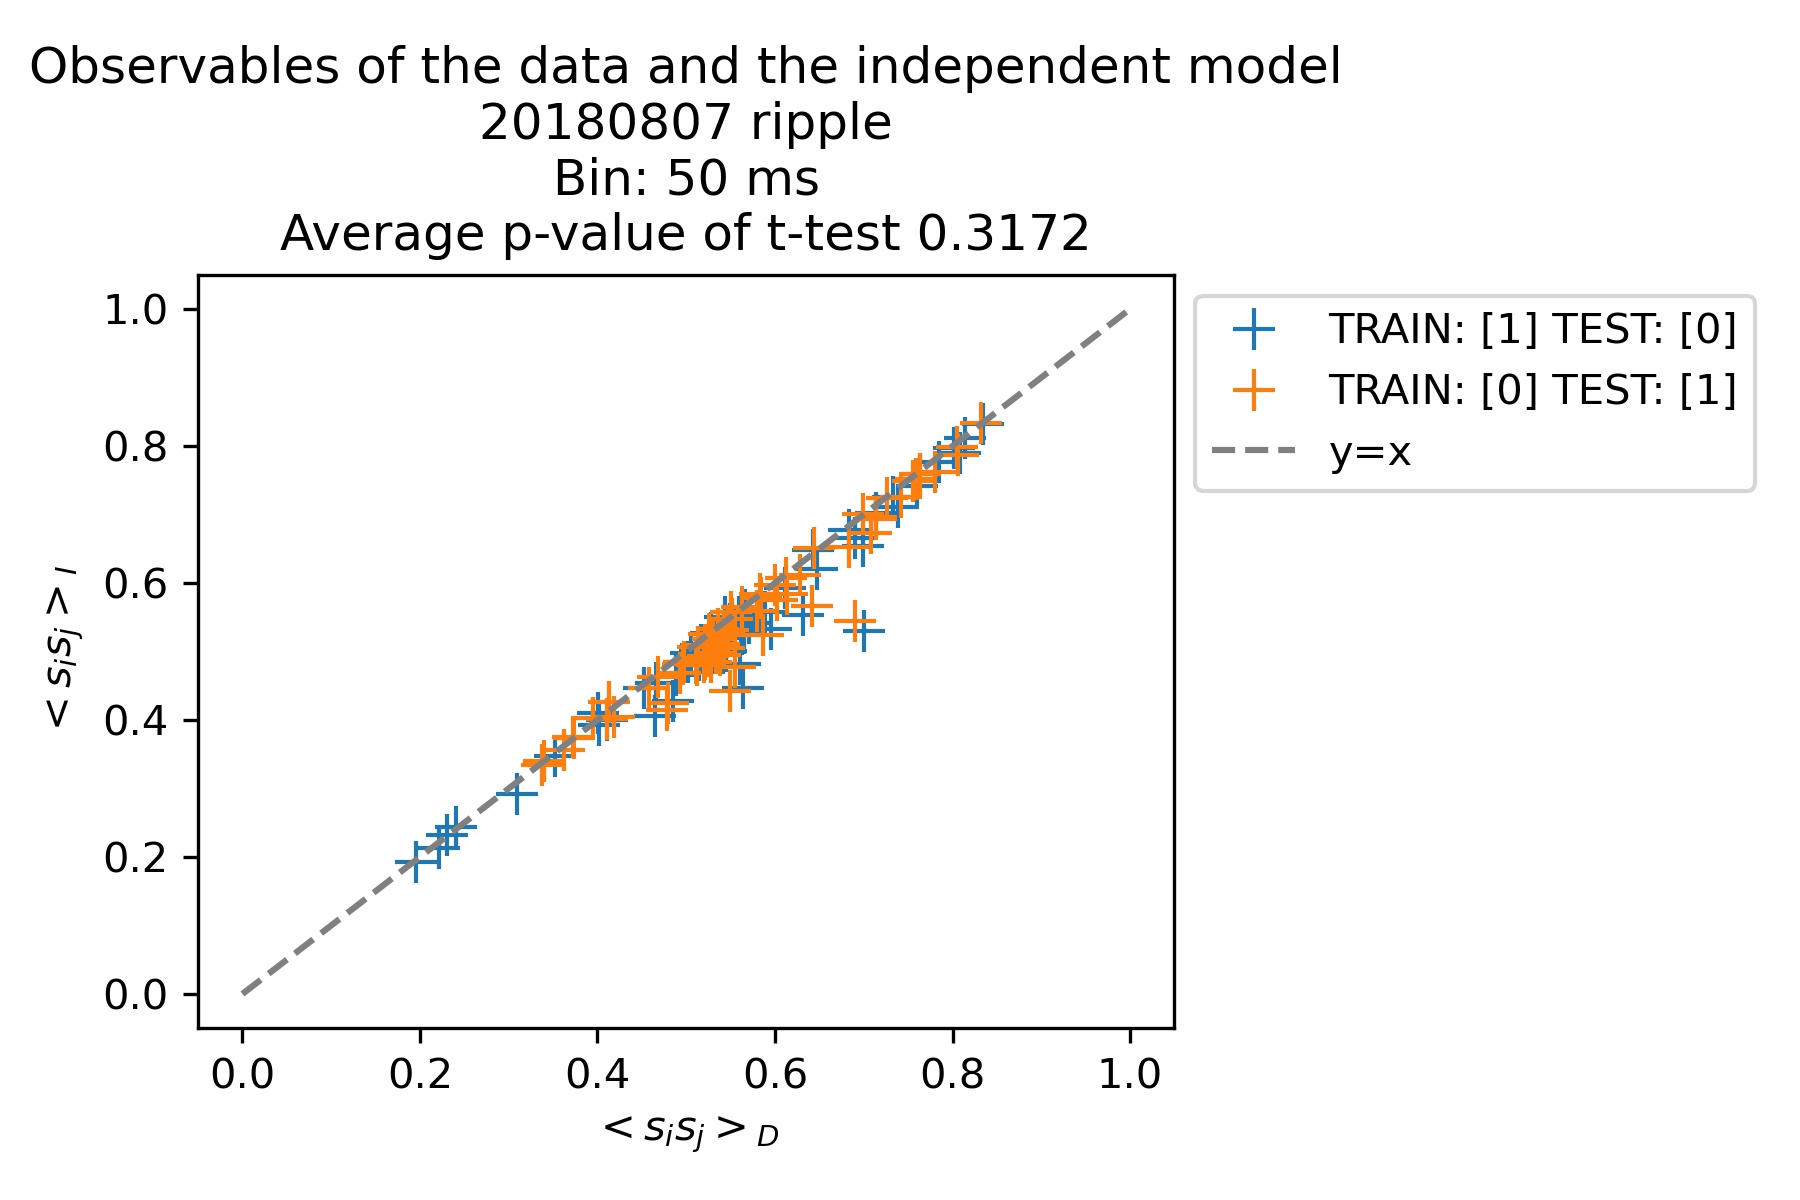 Observables of the data and the independent model
20180807 ripple
Bin: 50 ms
Average p-value of t-test 0.3172
TRAIN: [1] TEST: [0]
TRAIN: [0] TEST: [1]
y=x
1.0
0.8
0.6
0.4
0.2
0.0
< s_i s_j >_I
0.0 0.2 0.4 0.6 0.8 1.0
< s_i s_j >_D